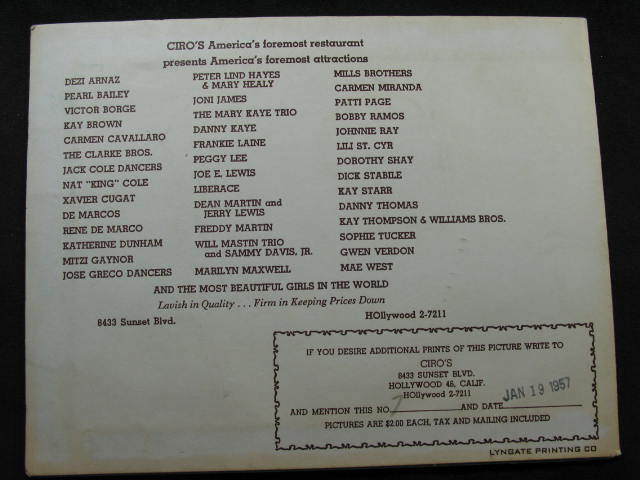 CIRO'S America's foremost restaurant
presents America's foremost attractions
DEZI ARNAZ
PEARL BAILEY
VICTOR BORGE
KAY BROWN
CARMEN CAVALLARO
THE CLARKE BROS.
JACK COLE DANCERS
NAT "KING" COLE
XAVIER CUGAT
DE MARCOS
RENE DE MARCO
KATHERINE DUNHAM
MITZI GAYNOR
JOSE GRECO DANCERS
PETER LIND HAYES
& MARY HEALY
JONI JAMES
THE MARY KAYE TRIO
DANNY KAYE
FRANKIE LAINE
PEGGY LEE
JOE E. LEWIS
LIBERACE
DEAN MARTIN and
JERRY LEWIS
FREDDY MARTIN
WILL MASTIN TRIO
and SAMMY DAVIS, JR.
MARILYN MAXWELL
MILLS BROTHERS
CARMEN MIRANDA
PATTI PAGE
BOBBY RAMOS
JOHNNIE RAY
LILI ST. CYR
DOROTHY SHAY
DICK STABILE
KAY STARR
DANNY THOMAS
KAY THOMPSON & WILLIAMS BROS.
SOPHIE TUCKER
GWEN VERDON
MAE WEST
AND THE MOST BEAUTIFUL GIRLS IN THE WORLD
Lavish in Quality . . . Firm in Keeping Prices Down
8433 Sunset Blvd. HOllywood 2-7211
IF YOU DESIRE ADDITIONAL PRINTS OF THIS PICTURE WRITE TO
CIRO'S
8433 SUNSET BLVD.
HOLLYWOOD 46, CALIF.
HOllywood 2-7211
AND MENTION THIS NO. 7 AND DATE JAN 19 1957
PICTURES ARE $2.00 EACH, TAX AND MAILING INCLUDED
LYNGATE PRINTING CO